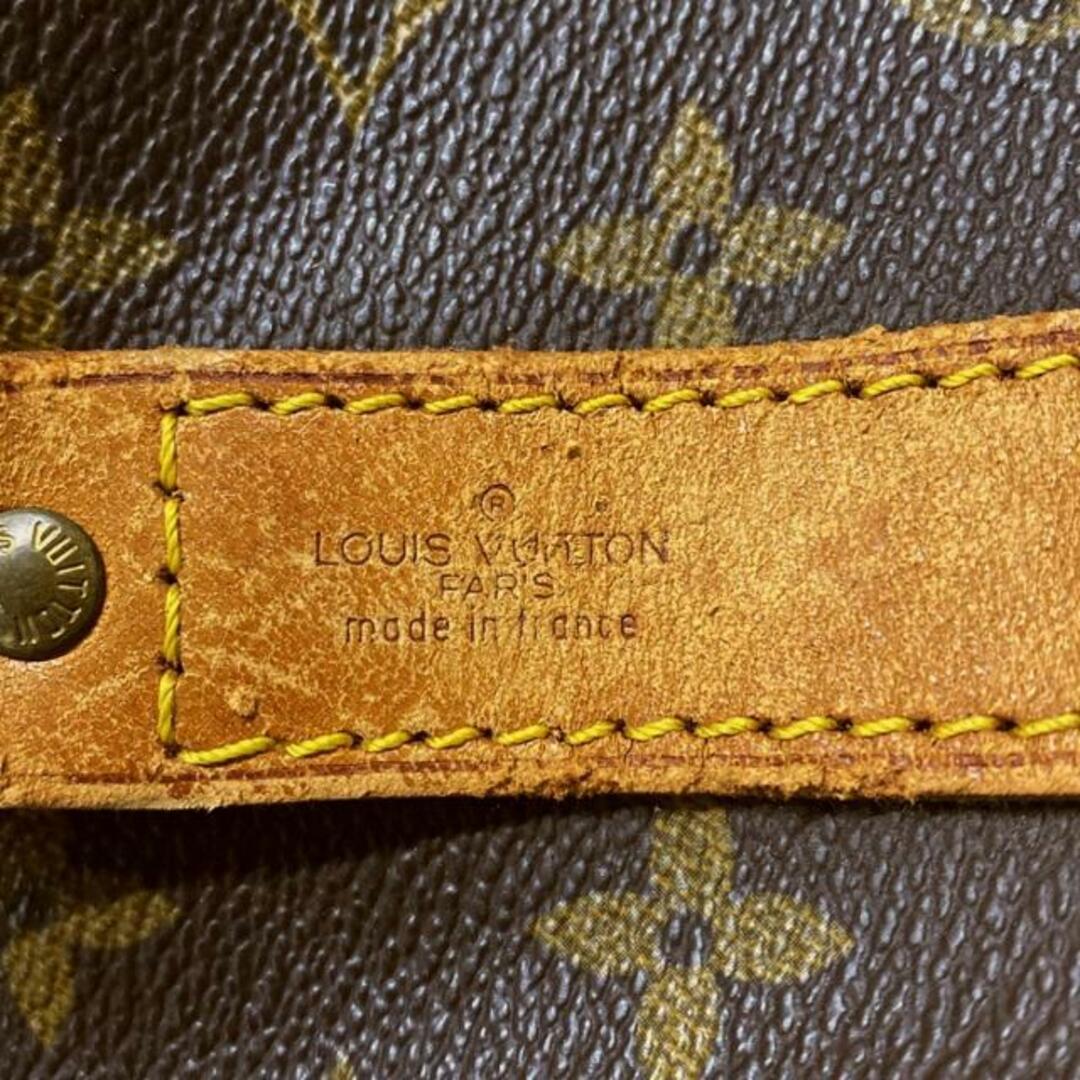 ®
LOUIS VUITTON
PARIS
made in france
VUITTON